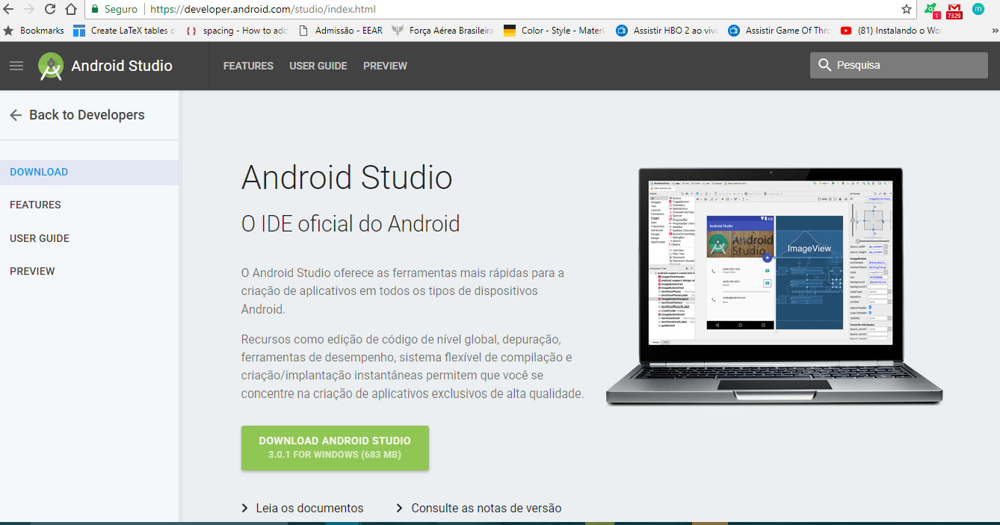 Seguro https://developer.android.com/studio/index.html
1
7329
m
Bookmarks Create LaTeX tables o spacing - How to add Admissão - EEAR Força Aérea Brasileira Color - Style - Materi Assistir HBO 2 ao vivo Assistir Game Of Thro (81) Instalando o Wo »
Android Studio FEATURES USER GUIDE PREVIEW Pesquisa
Back to Developers
DOWNLOAD
FEATURES
USER GUIDE
PREVIEW
Android Studio
O IDE oficial do Android
O Android Studio oferece as ferramentas mais rápidas para a
criação de aplicativos em todos os tipos de dispositivos
Android.
Recursos como edição de código de nível global, depuração,
ferramentas de desempenho, sistema flexível de compilação e
criação/implantação instantâneas permitem que você se
concentre na criação de aplicativos exclusivos de alta qualidade.
DOWNLOAD ANDROID STUDIO
3.0.1 FOR WINDOWS (683 MB)
Leia os documentos Consulte as notas de versão
Android Studio
Android
Studio
ImageView